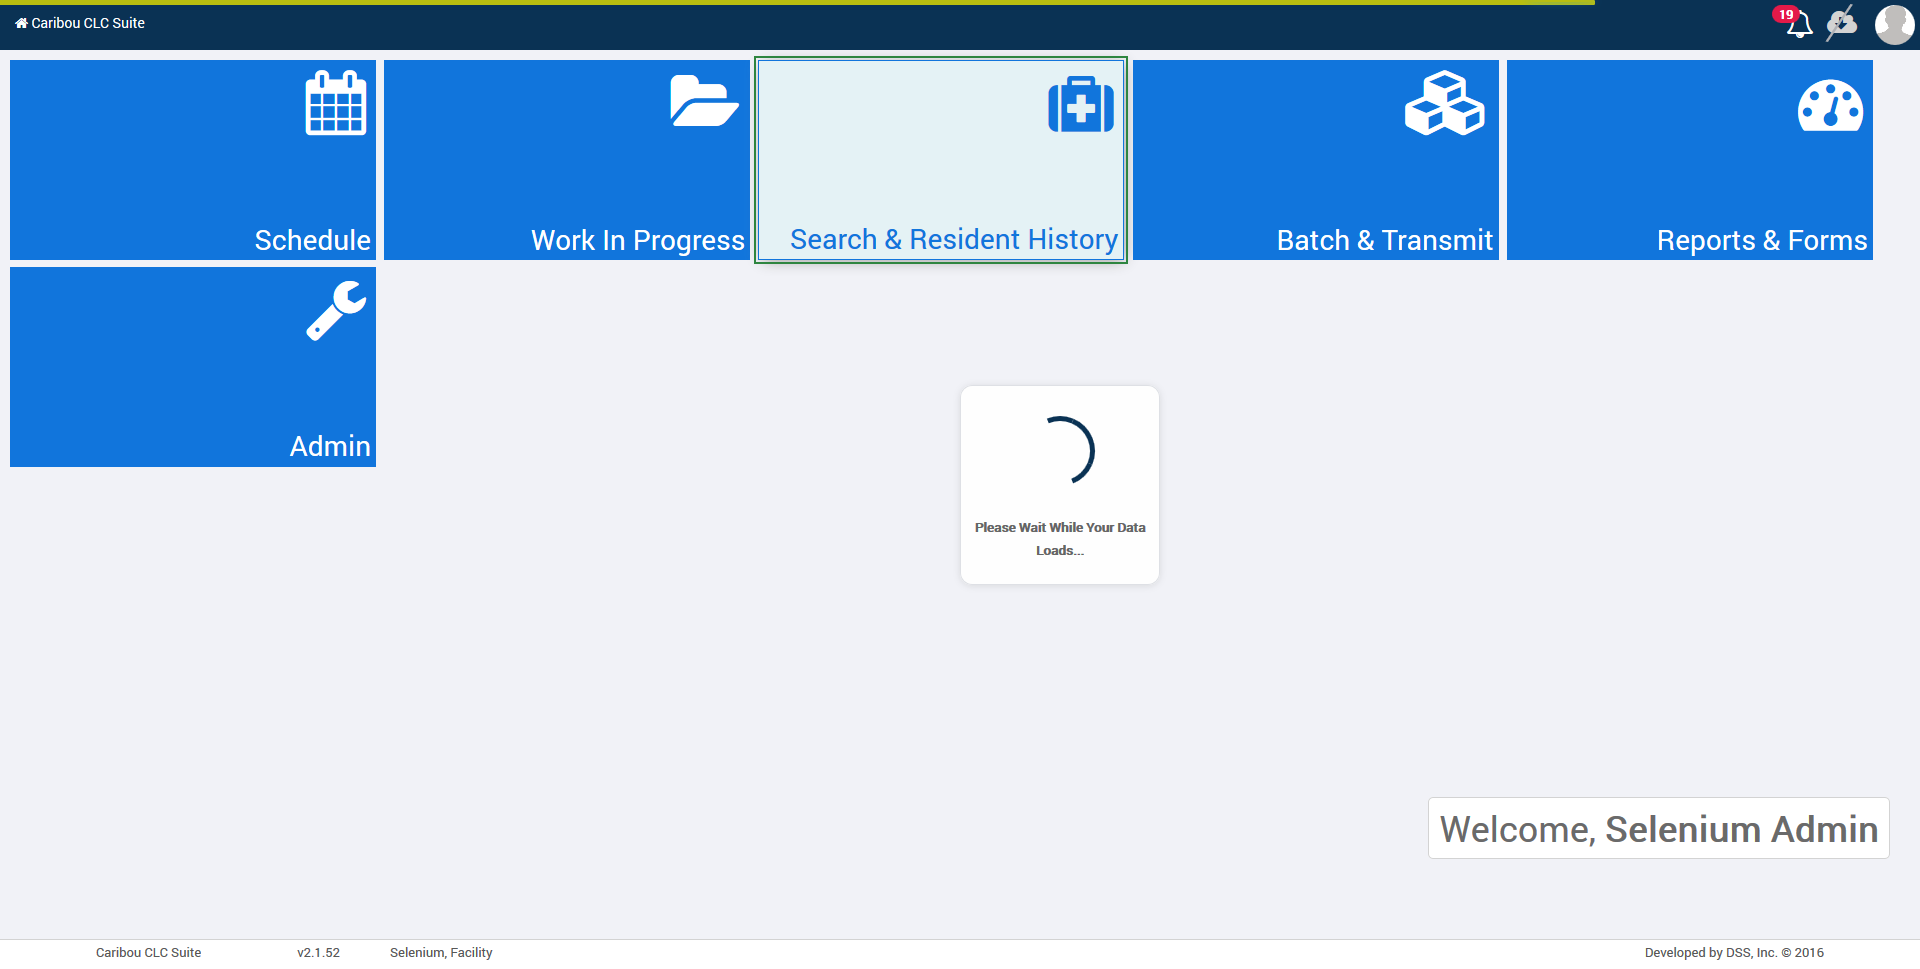 Caribou CLC Suite
19
Schedule
Work In Progress
Search & Resident History
Batch & Transmit
Reports & Forms
Admin
Please Wait While Your Data
Loads...
Welcome, Selenium Admin
Caribou CLC Suite
v2.1.52
Selenium, Facility
Developed by DSS, Inc. © 2016